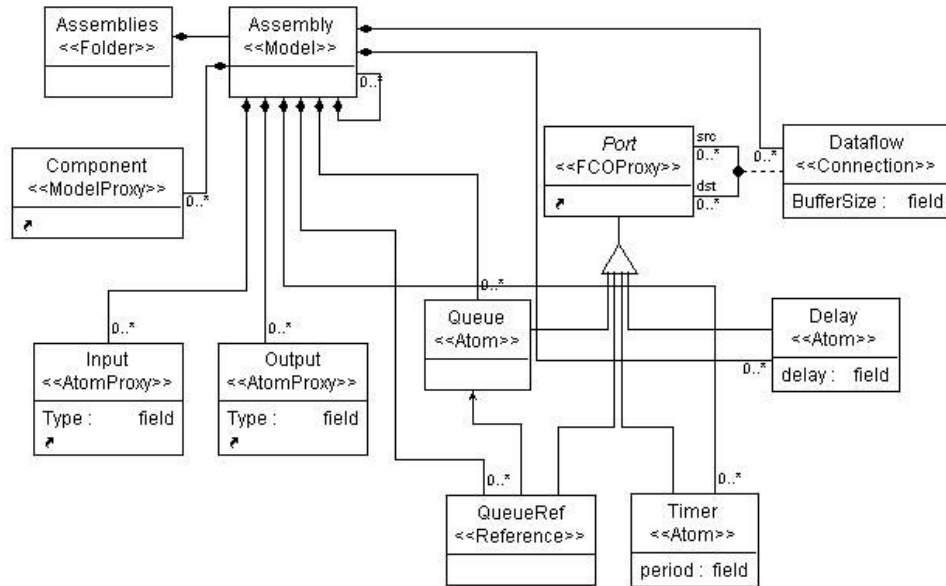 Assemblies
<<Folder>>
Assembly
<<Model>>
0..*
Component
<<ModelProxy>>
0..*
Port
<<FCOProxy>>
src
0..*
dst
0..*
0..*
Dataflow
<<Connection>>
BufferSize : field
0..*
Input
<<AtomProxy>>
Type : field
0..*
Output
<<AtomProxy>>
Type : field
0..*
Queue
<<Atom>>
0..*
Delay
<<Atom>>
delay : field
0..*
QueueRef
<<Reference>>
0..*
Timer
<<Atom>>
period : field